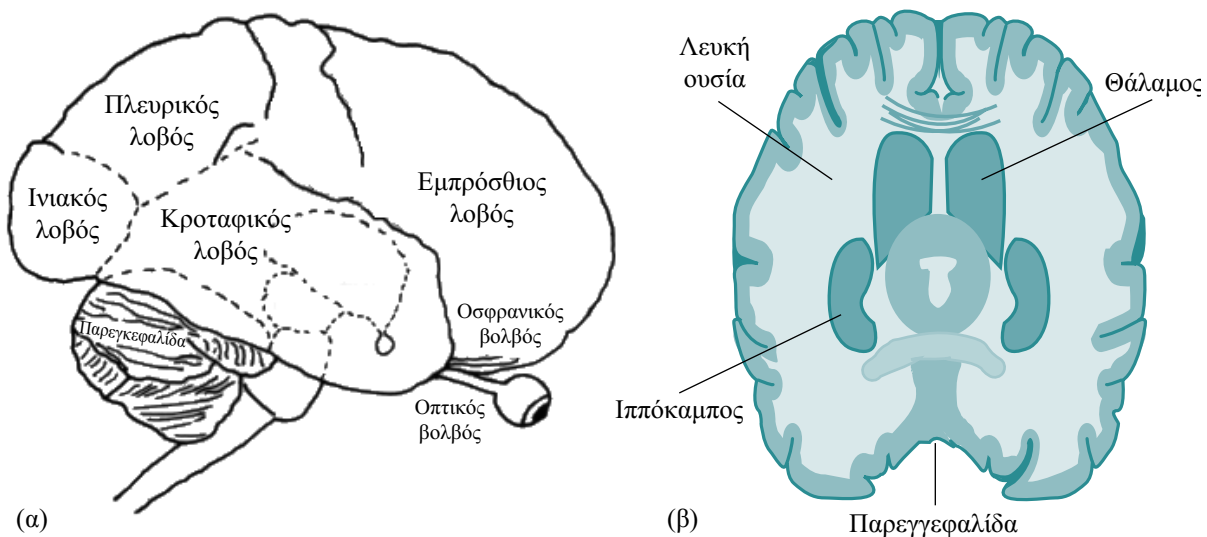 Πλευρικός
λοβός
Ινιακός
λοβός
Κροταφικός
λοβός
Εμπρόσθιος
λοβός
Παρεγκεφαλίδα
Οσφρανικός
βολβός
Οπτικός
βολβός
(α)
Λευκή
ουσία
Θάλαμος
Ιππόκαμπος
Παρεγγεφαλίδα
(β)